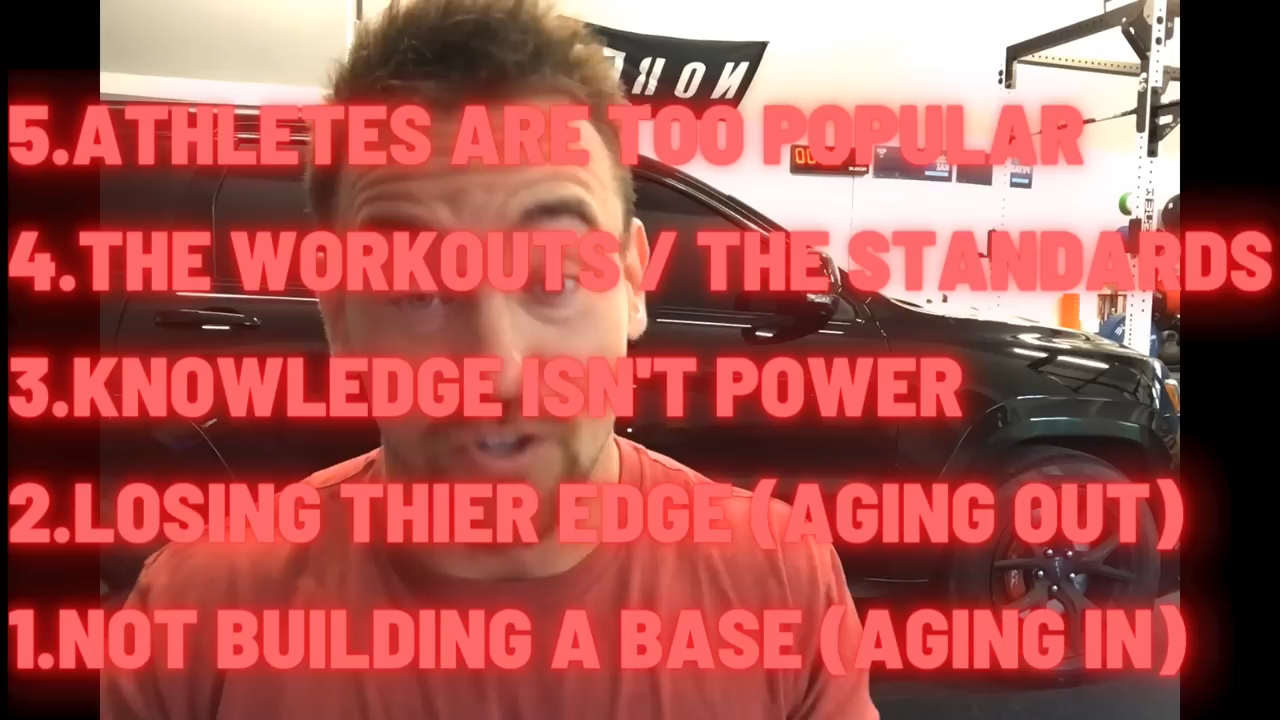 5.ATHLETES ARE TOO POPULAR
4.THE WORKOUTS / THE STANDARDS
3.KNOWLEDGE ISN'T POWER
2.LOSING THIER EDGE (AGING OUT)
1.NOT BUILDING A BASE (AGING IN)